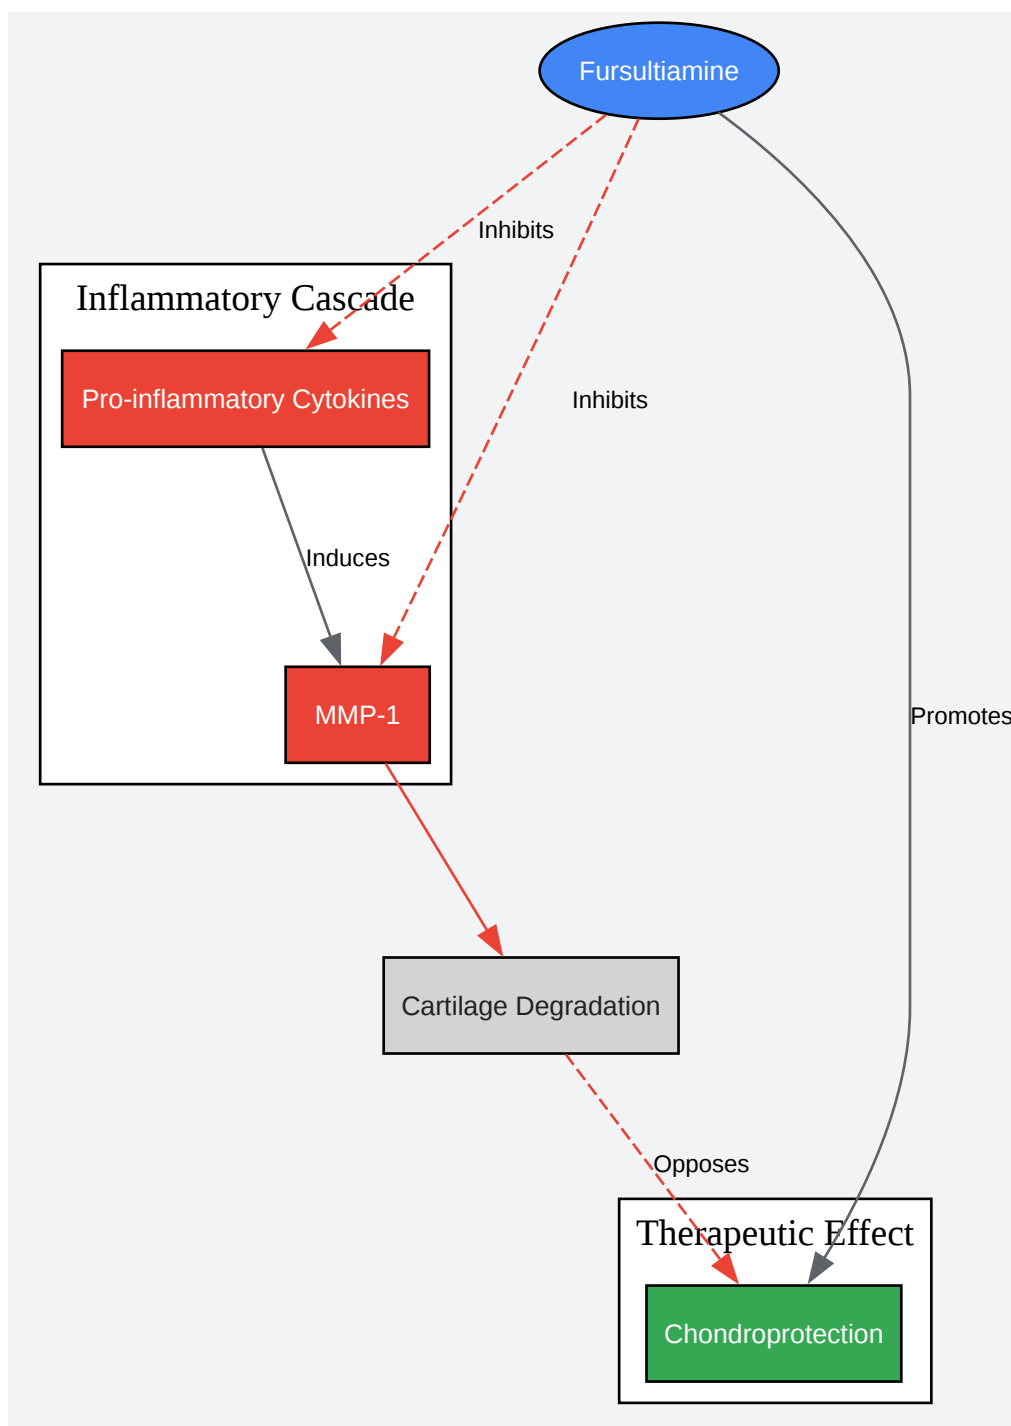 Fursultiamine
Inhibits
Inflammatory Cascade
Pro-inflammatory Cytokines
Inhibits
Induces
MMP-1
Promotes
Cartilage Degradation
Opposes
Therapeutic Effect
Chondroprotection